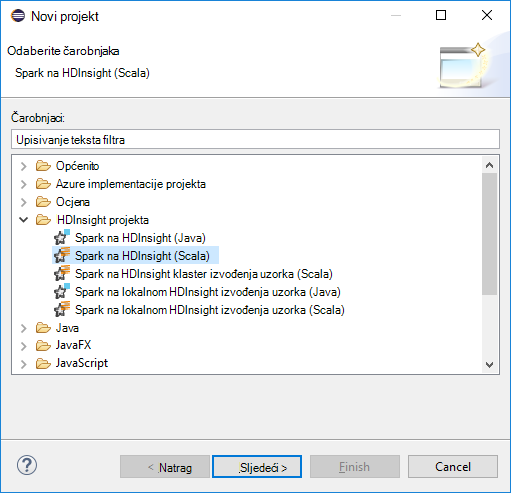 Novi projekt
Odaberite čarobnjaka
Spark na HDInsight (Scala)
Čarobnjaci:
Upisivanje teksta filtra
Općenito
Azure implementacije projekta
Ocjena
HDInsight projekta
Spark na HDInsight (Java)
Spark na HDInsight (Scala)
Spark na HDInsight klaster izvođenja uzorka (Scala)
Spark na lokalnom HDInsight izvođenja uzorka (Java)
Spark na lokalnom HDInsight izvođenja uzorka (Scala)
Java
JavaFX
JavaScript
?
< Natrag
Sljedeći >
Finish
Cancel